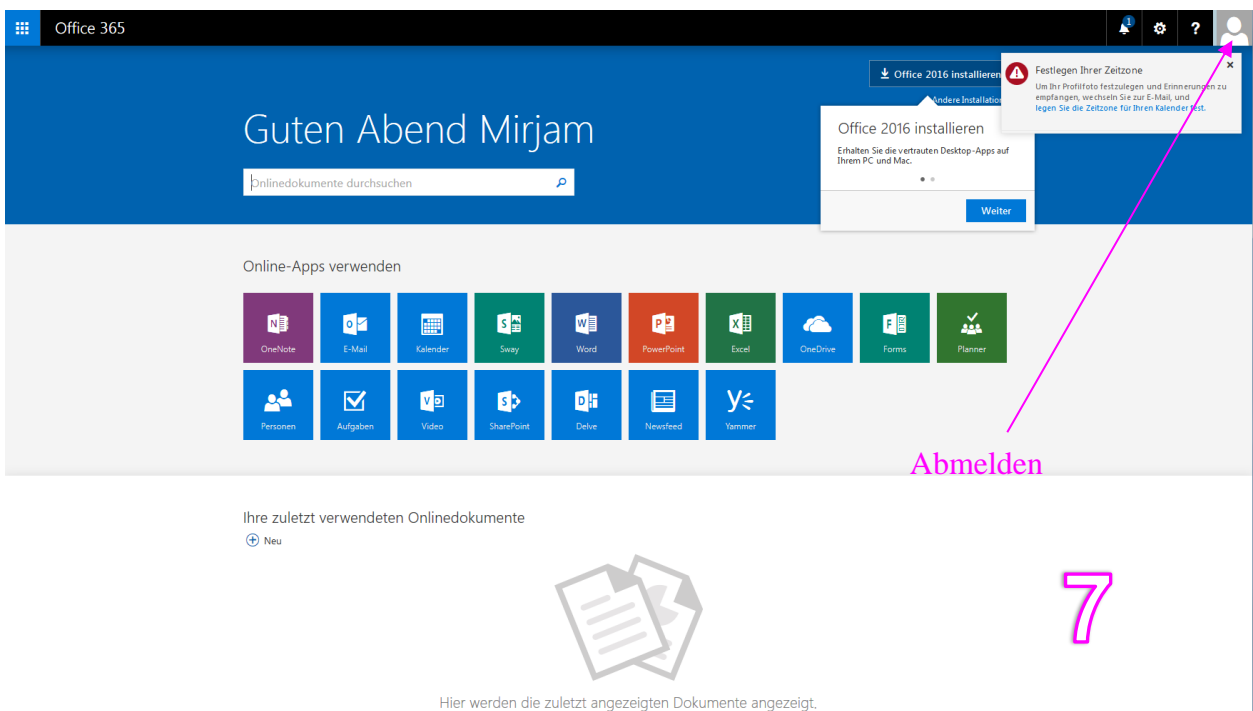 Office 365
1
?
Office 2016 installieren
Andere Installation
Festlegen Ihrer Zeitzone
×
Um Ihr Profilfoto festzulegen und Erinnerungen zu
empfangen, wechseln Sie zur E-Mail, und
legen Sie die Zeitzone für Ihren Kalender fest.
Guten Abend Mirjam
Onlinedokumente durchsuchen
Office 2016 installieren
Erhalten Sie die vertrauten Desktop-Apps auf
Ihrem PC und Mac.
Weiter
Online-Apps verwenden
OneNote
E-Mail
Kalender
Sway
Word
PowerPoint
Excel
OneDrive
Forms
Planner
Personen
Aufgaben
Video
SharePoint
Delve
Newsfeed
Yammer
Abmelden
Ihre zuletzt verwendeten Onlinedokumente
Neu
7
Hier werden die zuletzt angezeigten Dokumente angezeigt.